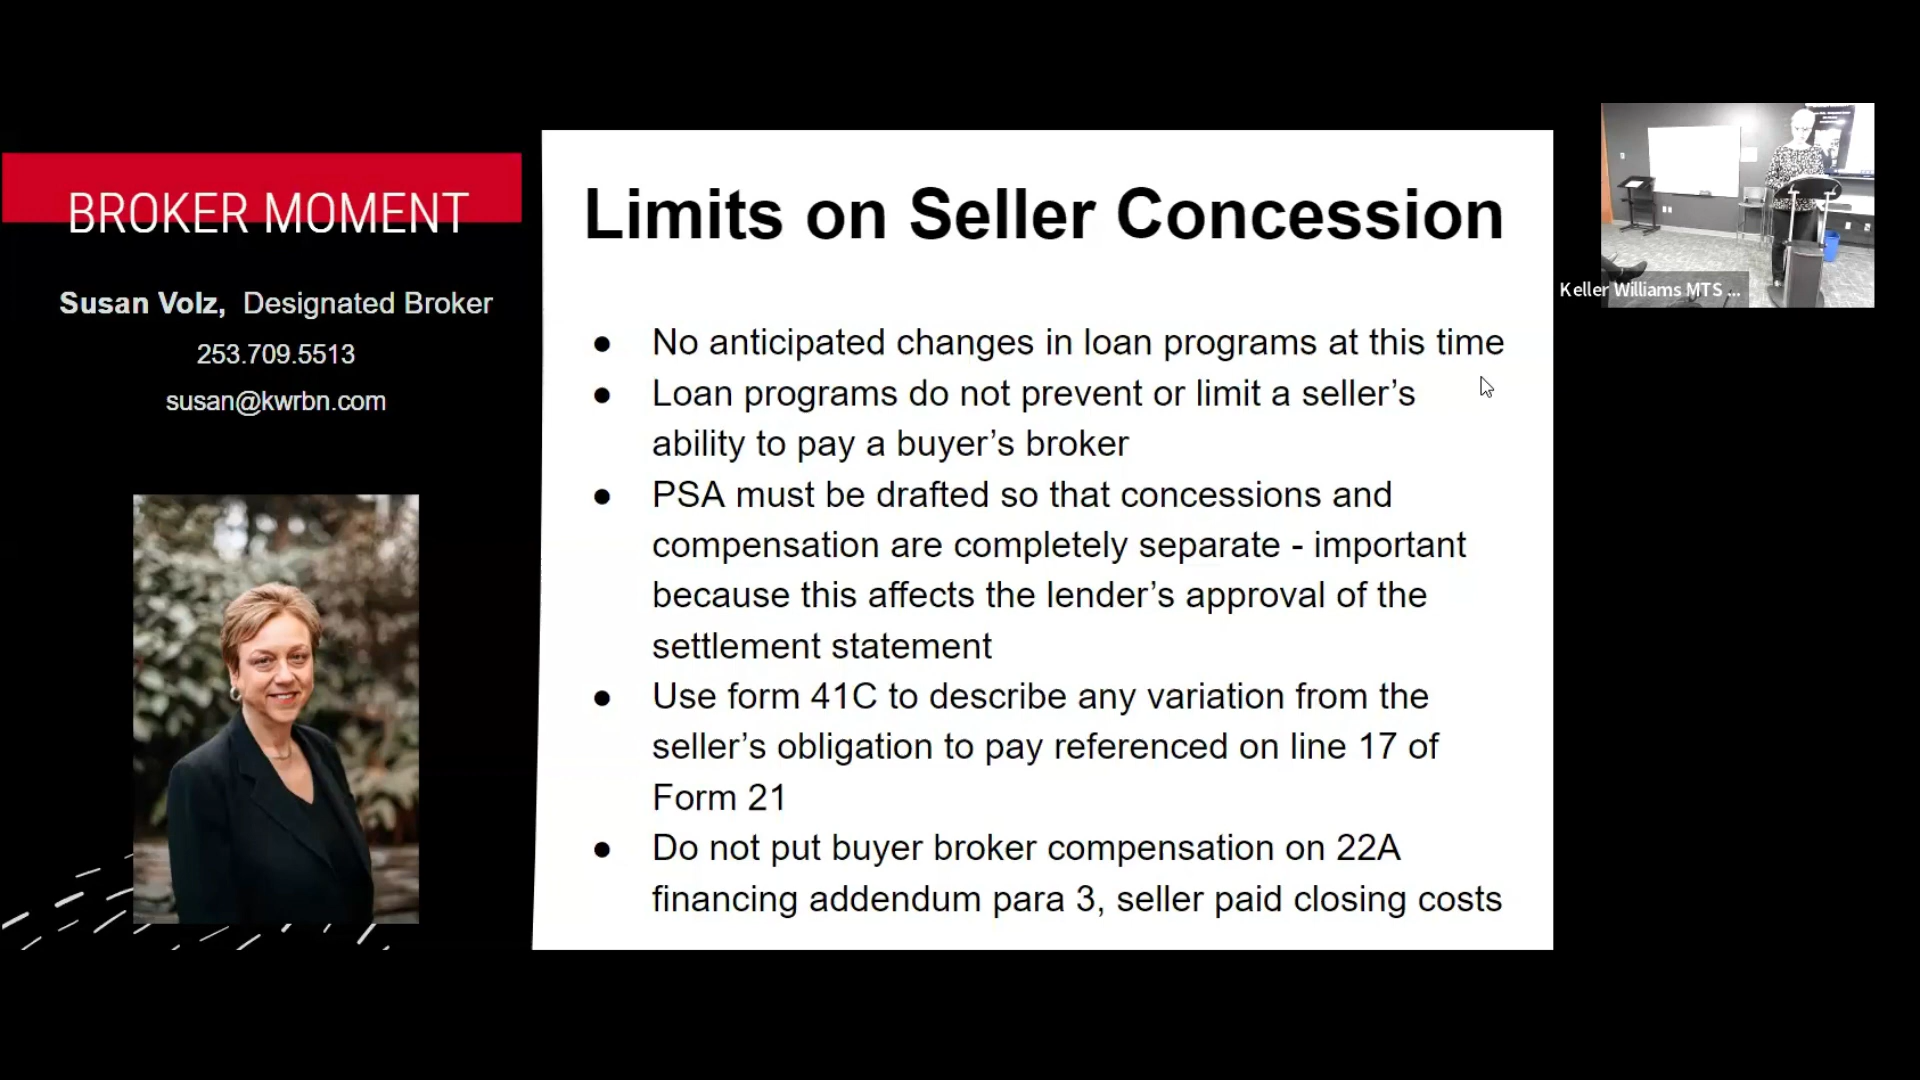 BROKER MOMENT
Susan Volz, Designated Broker
253.709.5513
susan@kwrbn.com
Limits on Seller Concession
● No anticipated changes in loan programs at this time
● Loan programs do not prevent or limit a seller’s
ability to pay a buyer’s broker
● PSA must be drafted so that concessions and
compensation are completely separate - important
because this affects the lender’s approval of the
settlement statement
● Use form 41C to describe any variation from the
seller’s obligation to pay referenced on line 17 of
Form 21
● Do not put buyer broker compensation on 22A
financing addendum para 3, seller paid closing costs
Keller Williams MTS ...